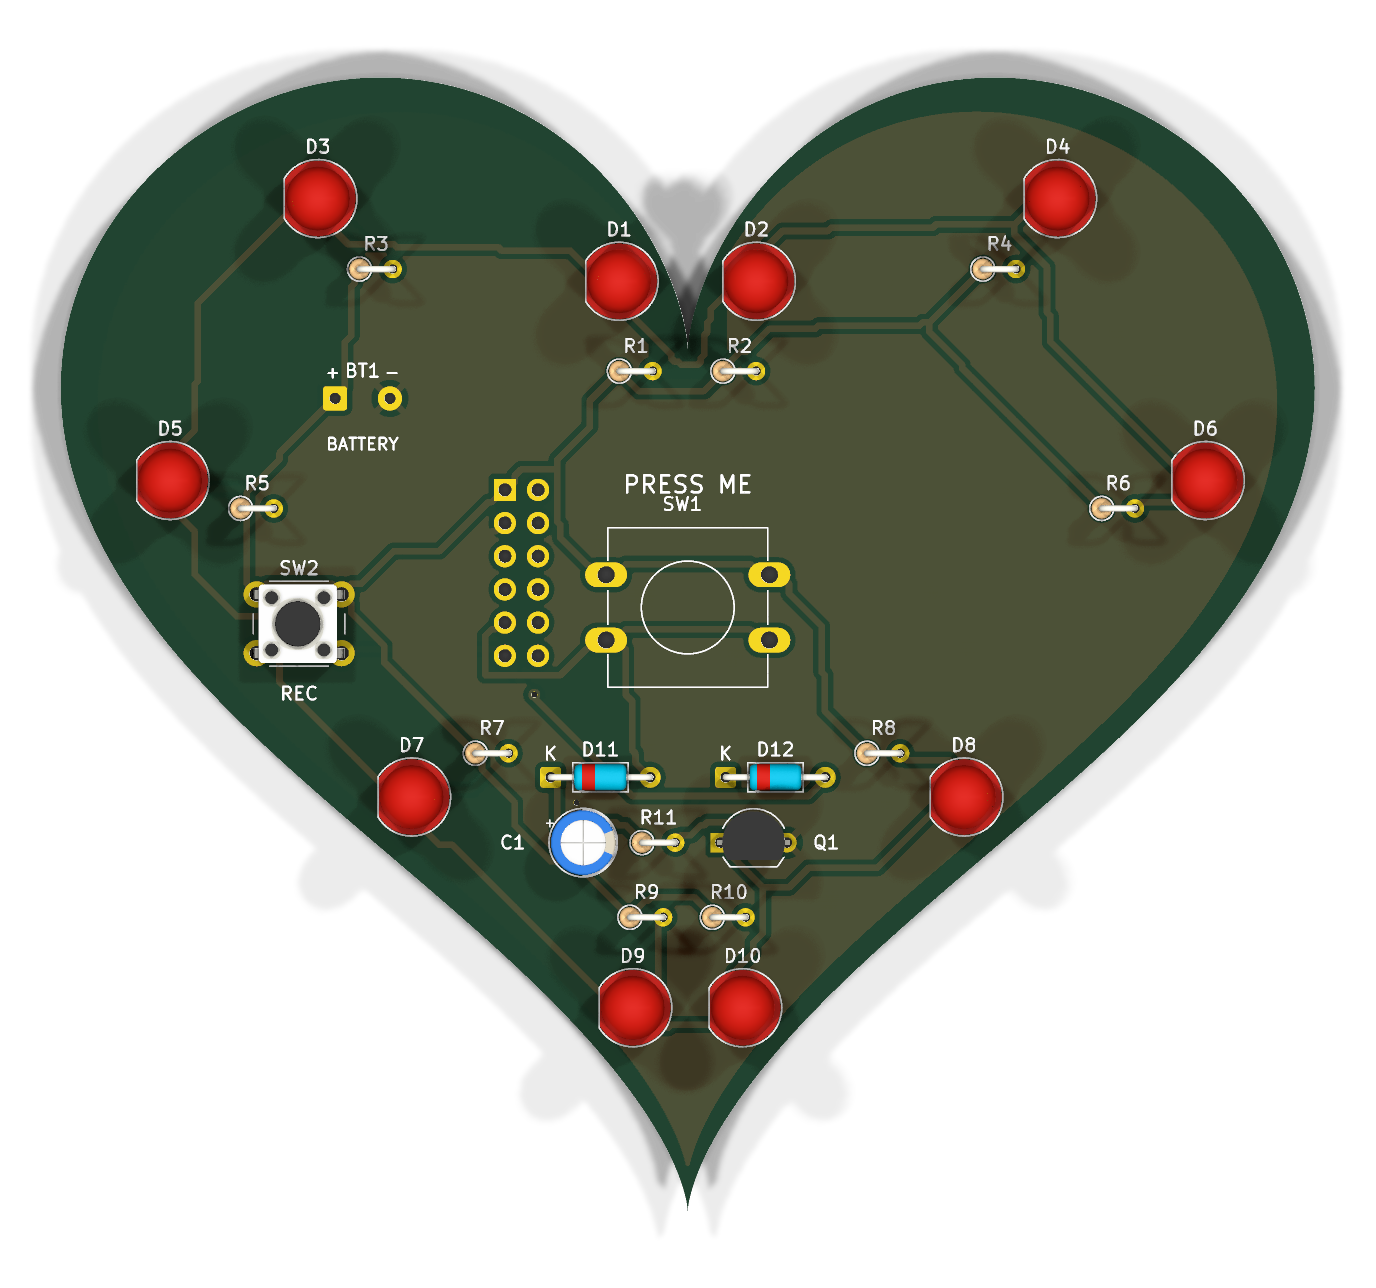 D3
D4
D1
D2
R3
R4
R1
R2
+ BT1 -
D5
D6
BATTERY
R5
PRESS ME
R6
SW1
SW2
REC
R7
R8
D7
K
D11
K
D12
D8
+
R11
C1
Q1
R9
R10
D9
D10